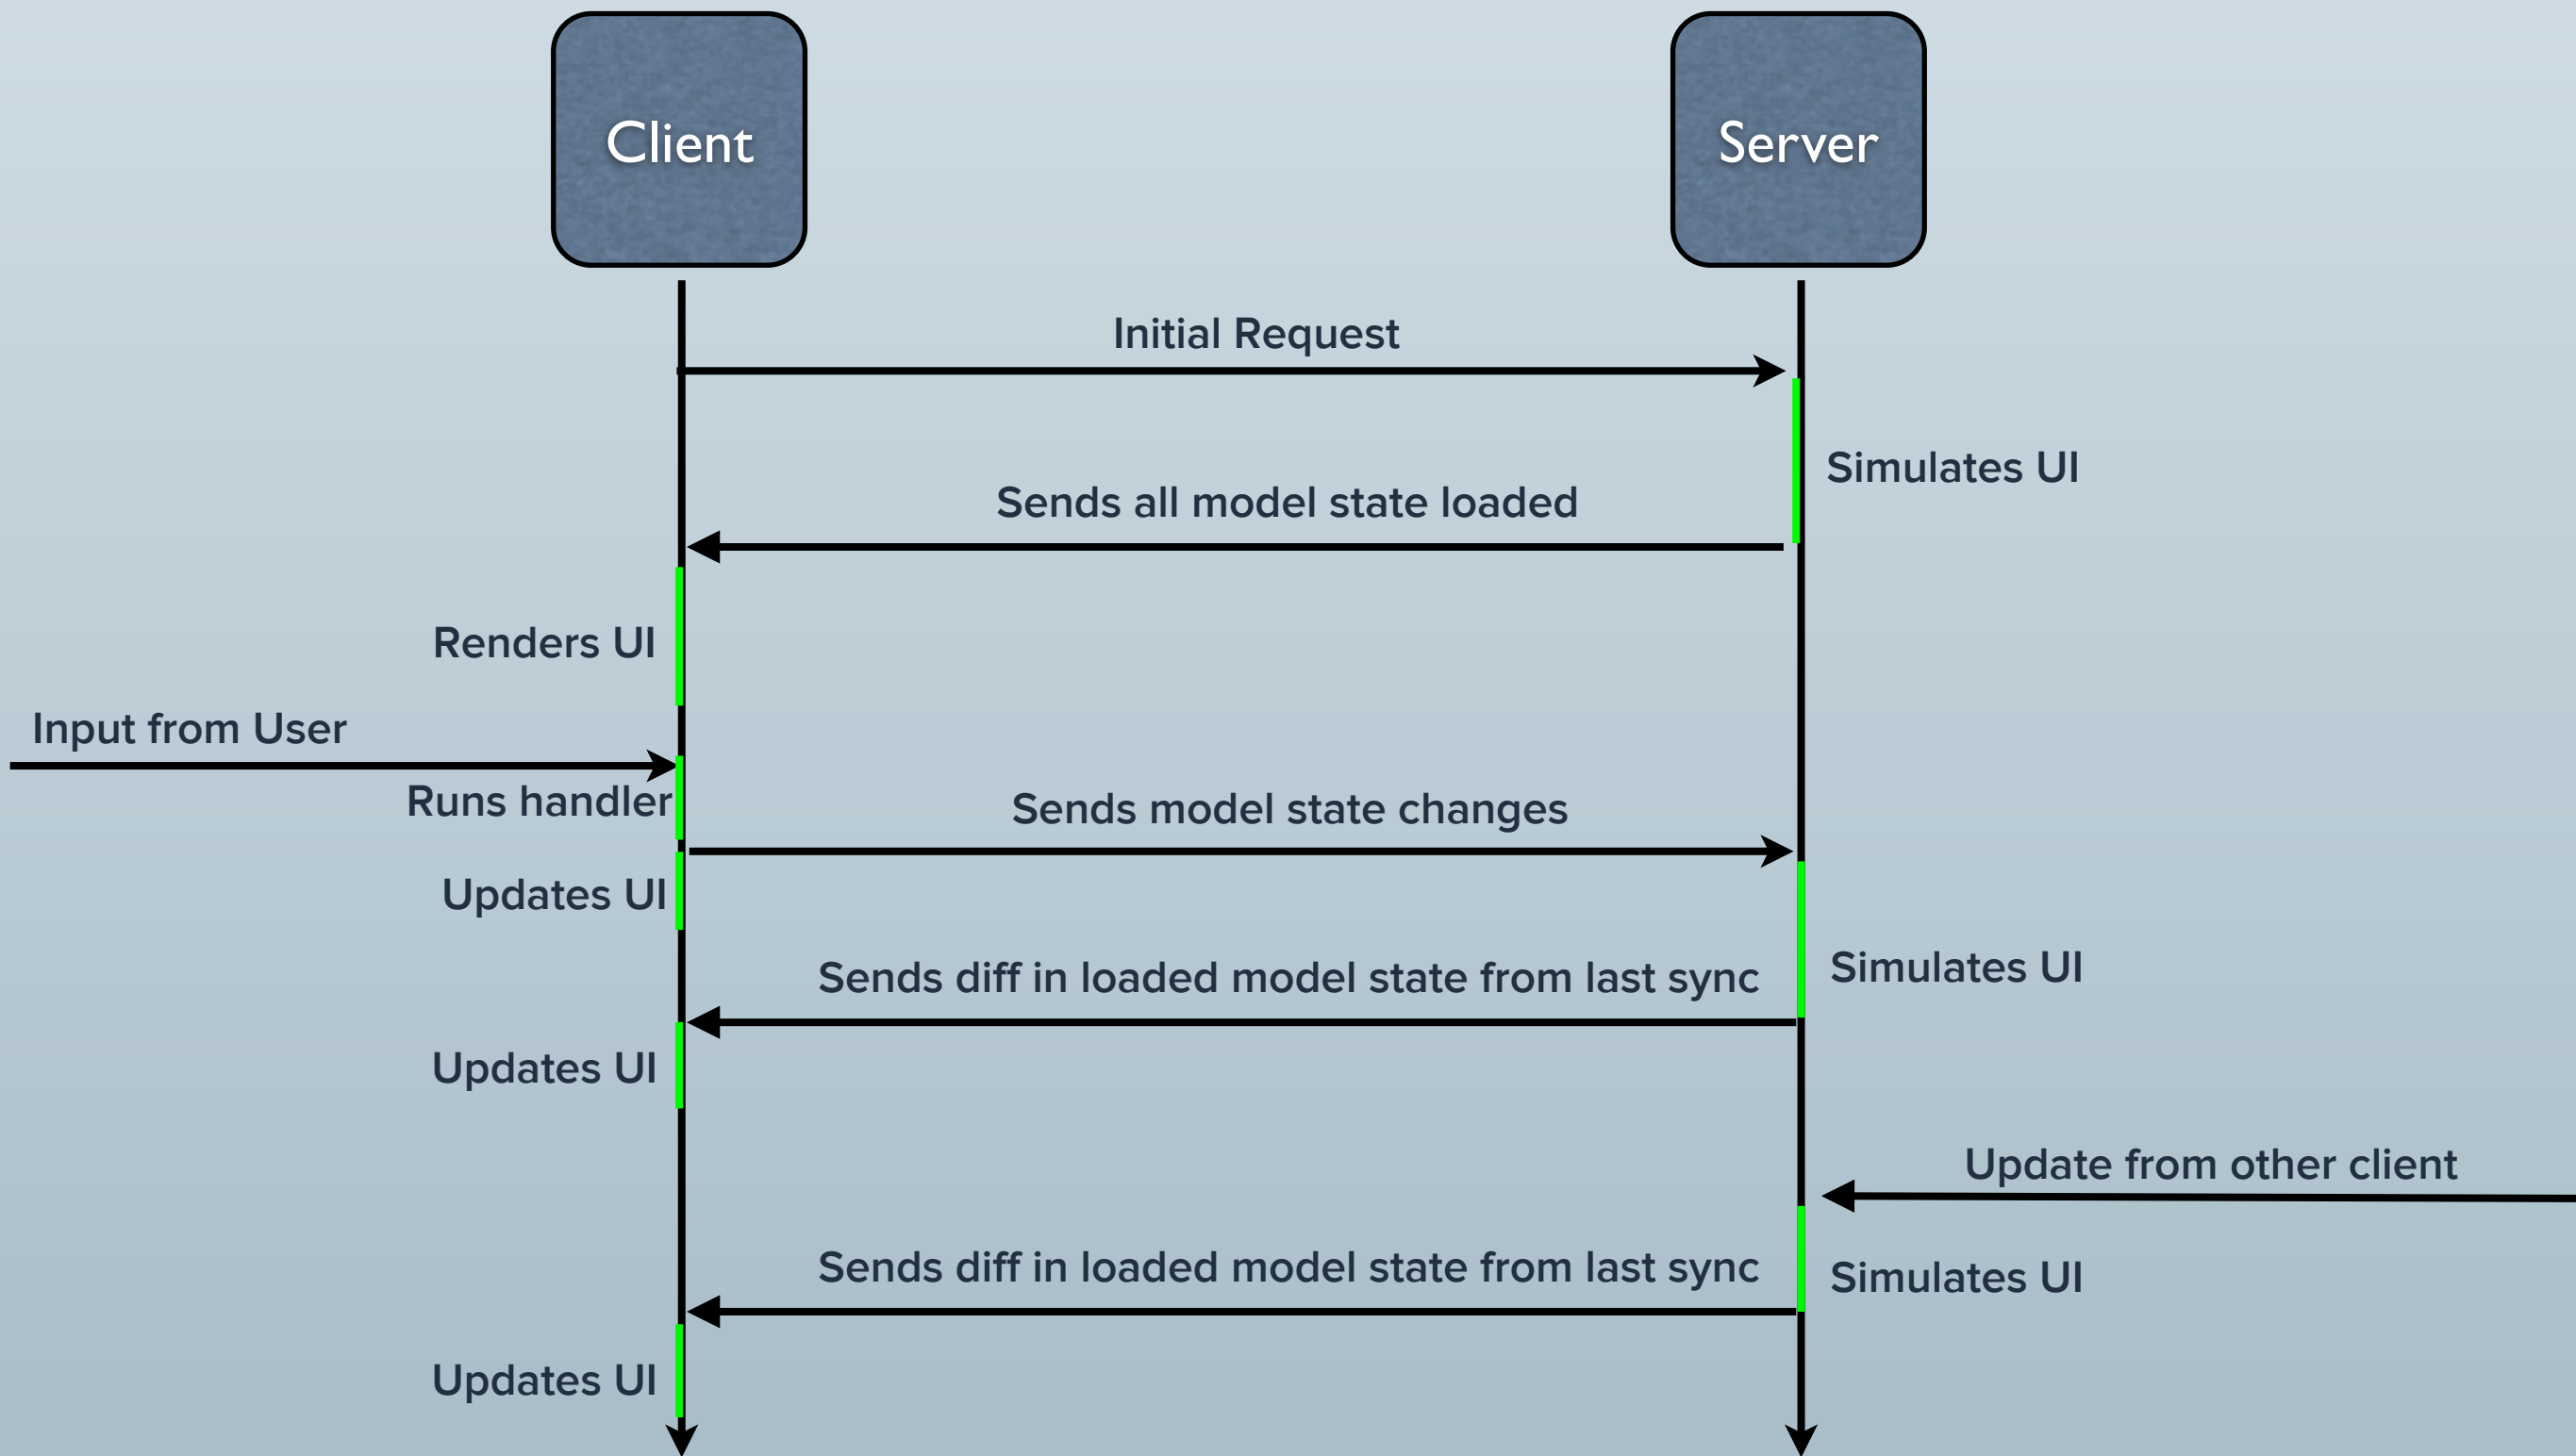 Client
Server
Initial Request
Simulates UI
Sends all model state loaded
Renders UI
Input from User
Runs handler
Sends model state changes
Updates UI
Simulates UI
Sends diff in loaded model state from last sync
Updates UI
Update from other client
Sends diff in loaded model state from last sync
Simulates UI
Updates UI